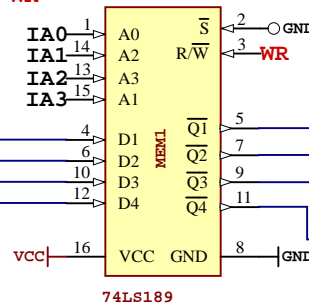 IA0 1 A0 S 2 GND
IA1 14 A2 R/W 3 WR
IA2 13 A3
IA3 15 A1
4 D1 Q1 5
6 D2 Q2 7
10 D3 Q3 9
12 D4 Q4 11
MEM1
VCC 16 VCC GND 8 GND
74LS189